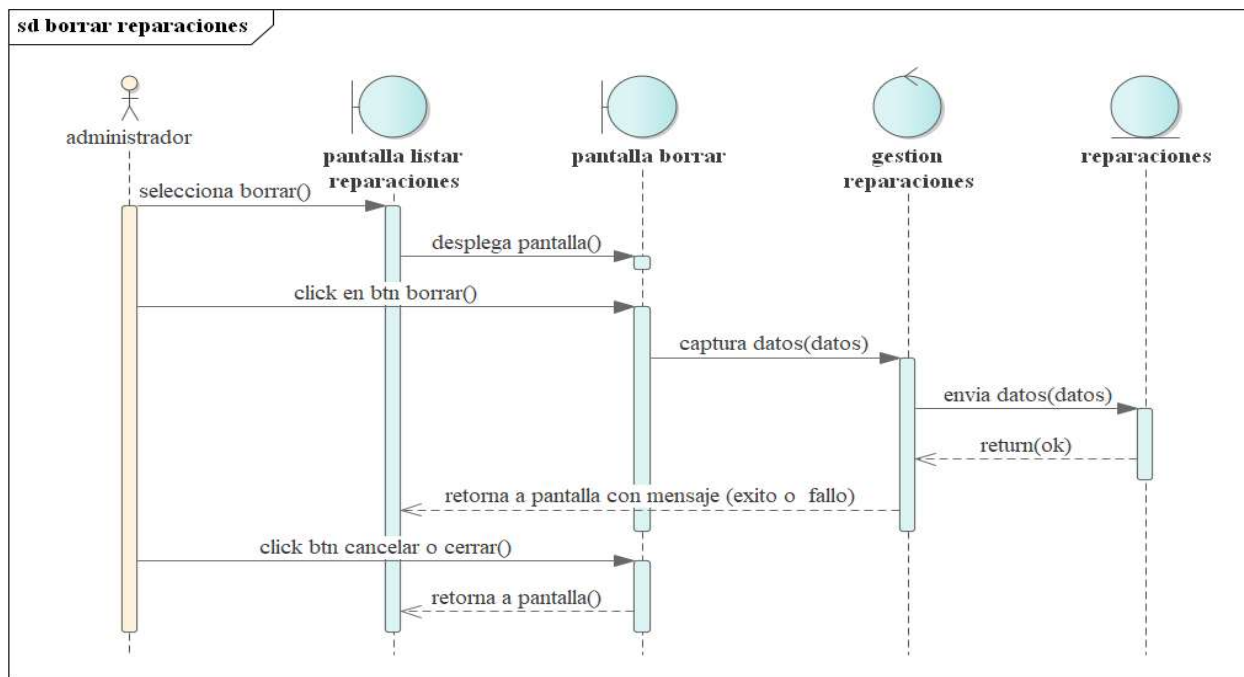 sd borrar reparaciones
administrador
pantalla listar
reparaciones
pantalla borrar
gestion
reparaciones
reparaciones
selecciona borrar()
desplega pantalla()
click en btn borrar()
captura datos(datos)
envia datos(datos)
return(ok)
retorna a pantalla con mensaje (exito o fallo)
click btn cancelar o cerrar()
retorna a pantalla()